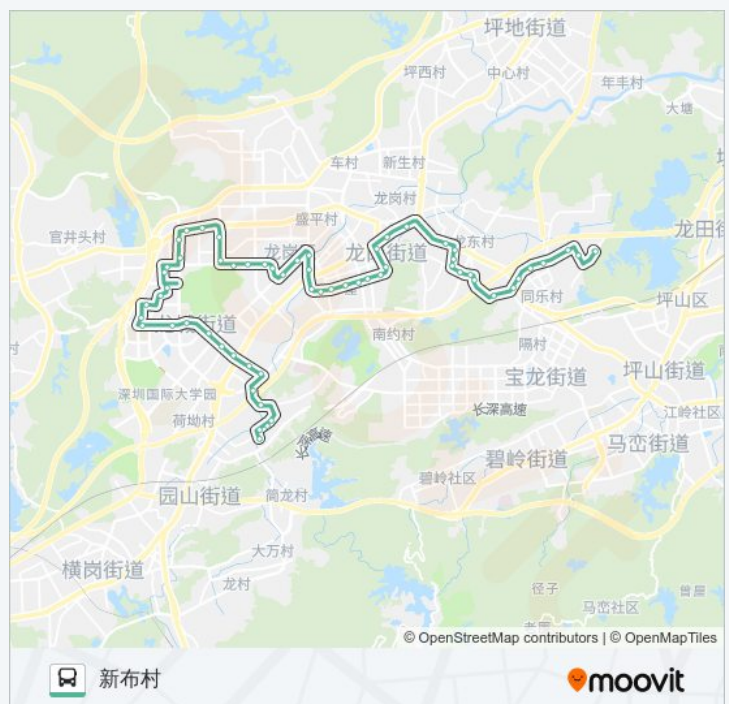 坪地街道
坪西村
中心村
年丰村
大塘
车村
新生村
龙岗村
盛平村
官井头村
龙东村
龙田街
坪山区
同乐村
南约村
隔村
坪山街道
宝龙街道
深圳国际大学园
江岭社区
长深高速
荷坳村
马峦街道
长深高速
碧岭街道
碧岭社区
园山街道
简龙村
大万村
横岗街道
龙村
径子
曾屋
马峦社区
© OpenStreetMap contributors | © OpenMapTiles
新布村
moovit